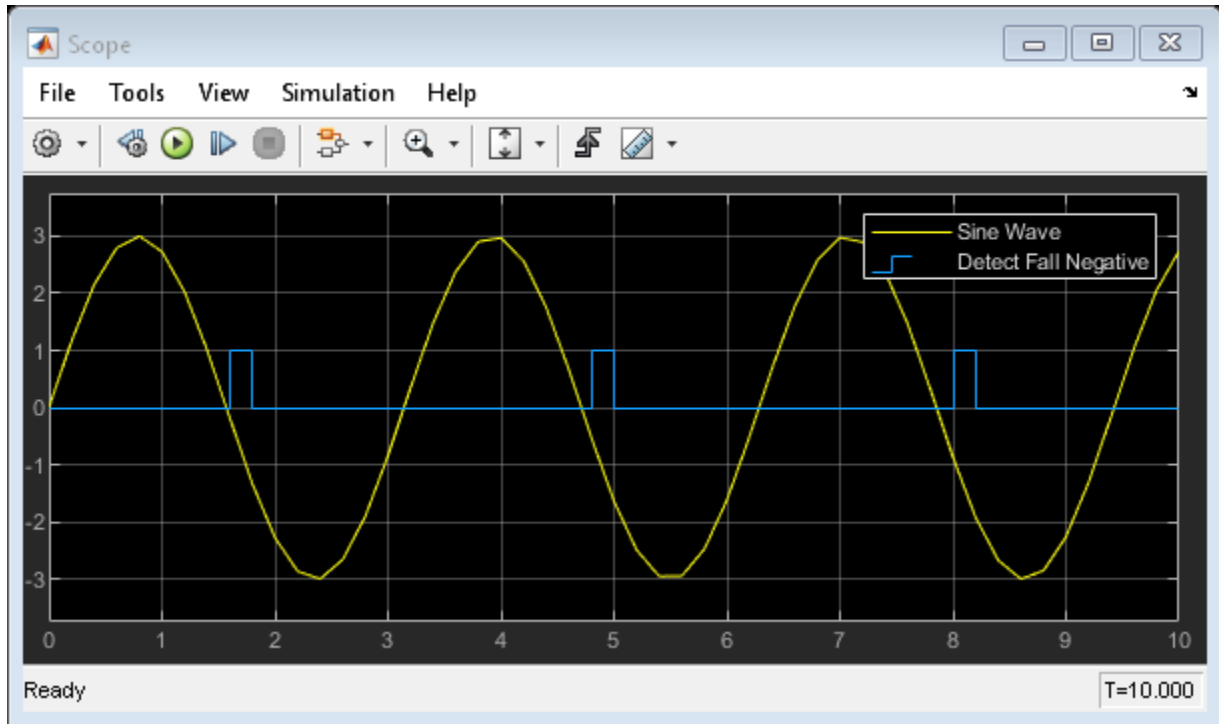 Scope
File Tools View Simulation Help
3
2
1
0
-1
-2
-3
Sine Wave
Detect Fall Negative
0 1 2 3 4 5 6 7 8 9 10
Ready T=10.000